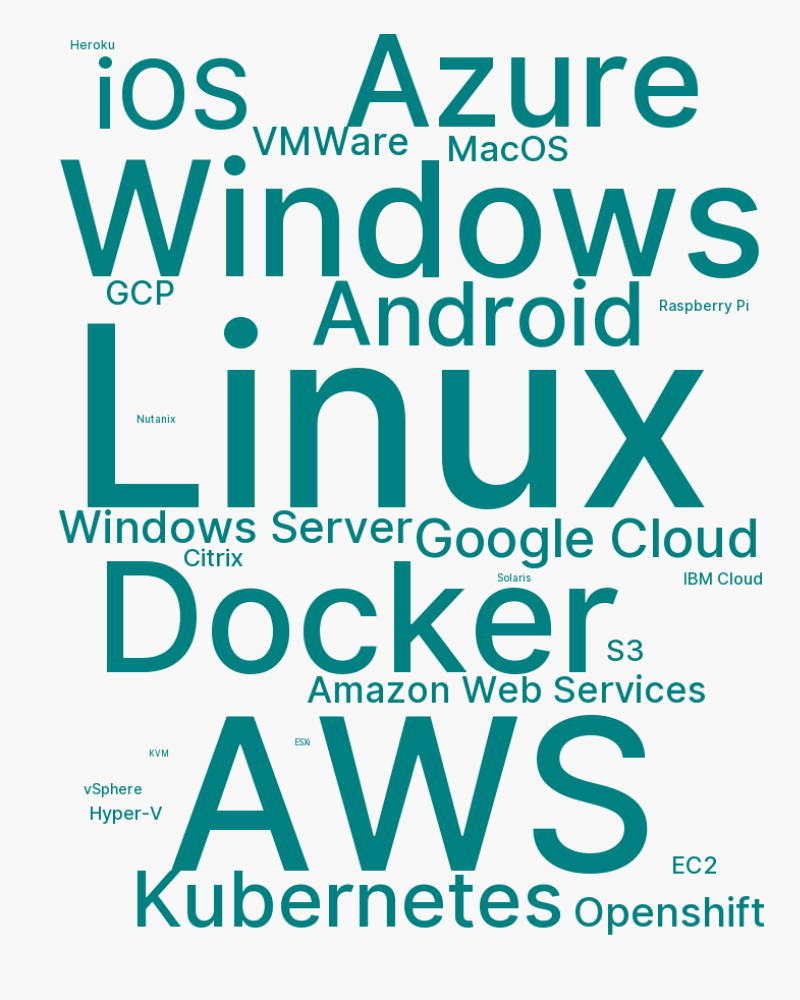 Heroku
iOS
Azure
VMWare
MacOS
Windows
GCP
Android
Raspberry Pi
Linux
Nutanix
Windows Server
Google Cloud
Citrix
Docker
Solaris
IBM Cloud
S3
Amazon Web Services
AWS
ESXi
KVM
vSphere
Hyper-V
EC2
Kubernetes
Openshift